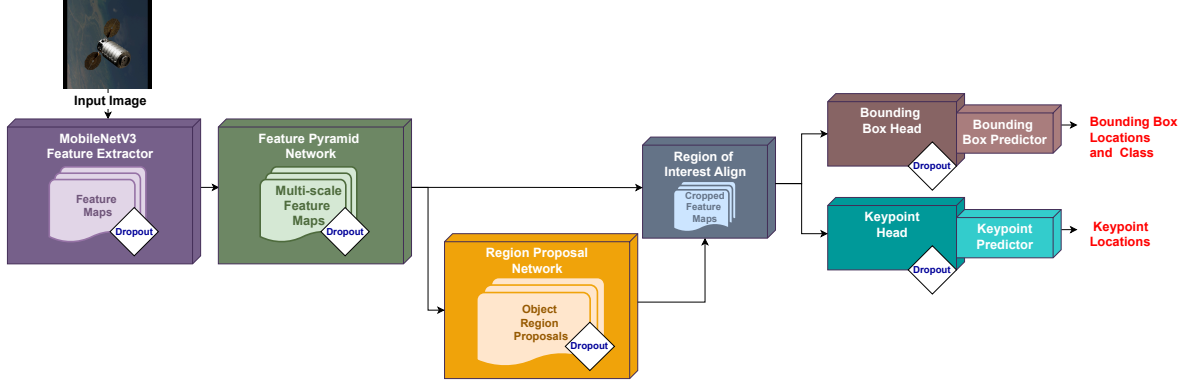 Input Image
MobileNetV3
Feature Extractor
Feature
Maps
Dropout
Feature Pyramid
Network
Multi-scale
Feature
Maps
Dropout
Region Proposal
Network
Object
Region
Proposals
Dropout
Region of
Interest Align
Cropped
Feature
Maps
Bounding
Box Head
Dropout
Bounding
Box Predictor
Bounding Box
Locations
and Class
Keypoint
Head
Dropout
Keypoint
Predictor
Keypoint
Locations